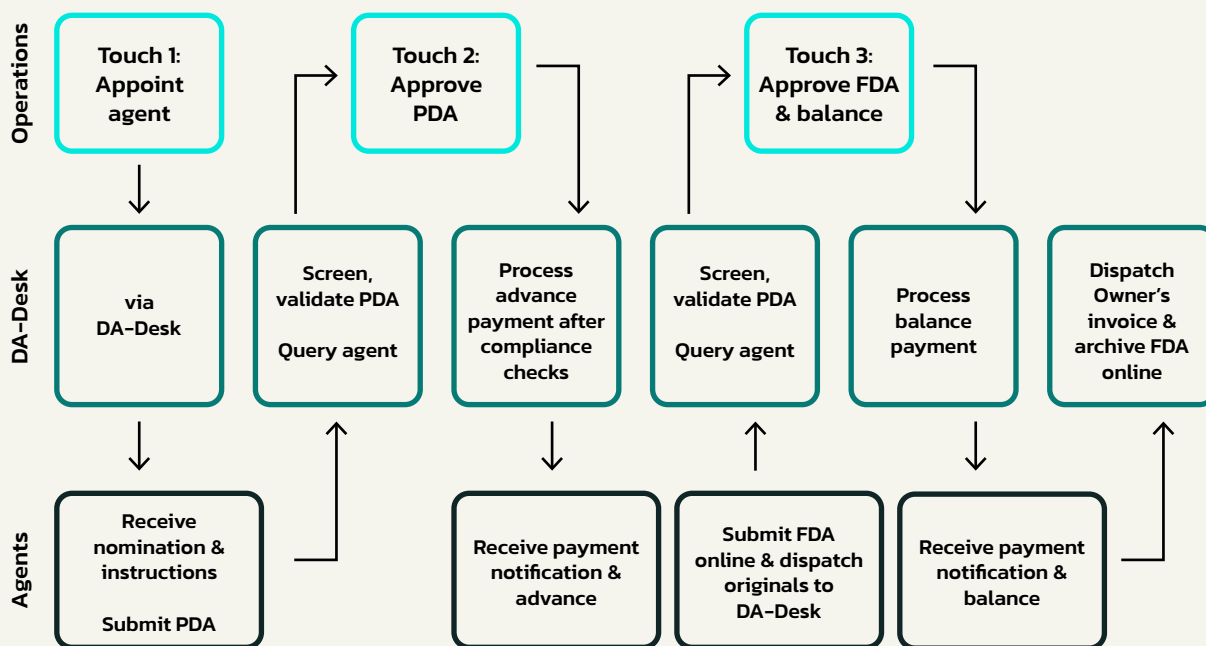 Operations
Touch 1:
Appoint
agent
Touch 2:
Approve
PDA
Touch 3:
Approve FDA
& balance
DA-Desk
via
DA-Desk
Screen,
validate PDA
Query agent
Process
advance
payment after
compliance
checks
Screen,
validate PDA
Query agent
Process
balance
payment
Dispatch
Owner's
invoice &
archive FDA
online
Agents
Receive
nomination &
instructions
Submit PDA
Receive payment
notification &
advance
Submit FDA
online & dispatch
originals to
DA-Desk
Receive payment
notification &
balance